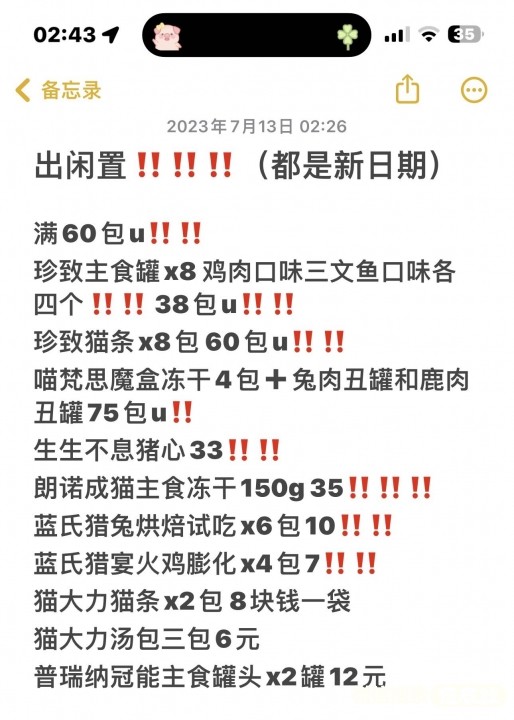 02:43
35
备忘录
2023年7月13日 02:26
出闲置‼️‼️‼️（都是新日期）
满60包u‼️‼️
珍致主食罐x8 鸡肉口味三文鱼口味各
四个‼️‼️ 38包u‼️‼️
珍致猫条x8包 60包u‼️‼️
喵梵思魔盒冻干4包➕兔肉丑罐和鹿肉
丑罐75包u‼️
生生不息猪心33‼️‼️
朗诺成猫主食冻干150g 35‼️‼️‼️
蓝氏猎兔烘焙试吃x6包10‼️‼️
蓝氏猎宴火鸡膨化x4包7‼️‼️
猫大力猫条x2包 8块钱一袋
猫大力汤包三包6元
普瑞纳冠能主食罐头x2罐12元